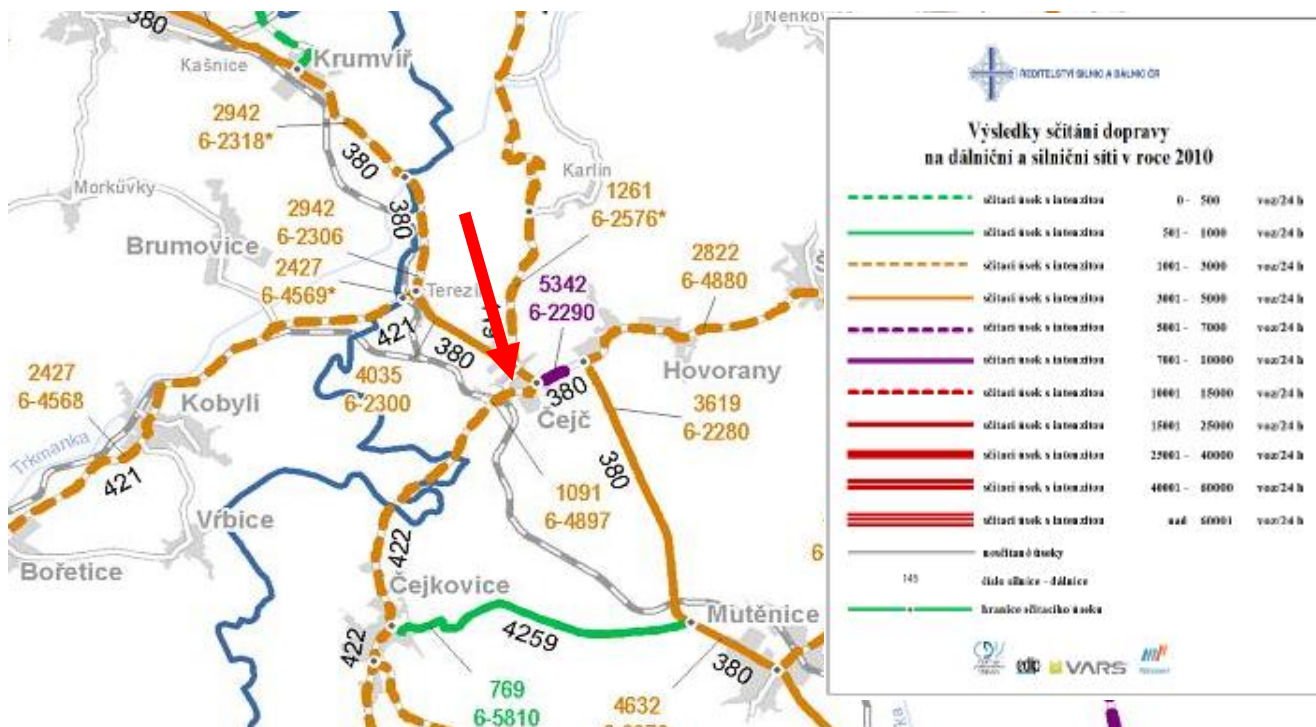 380
Nenkov
Krumvíř
Kašnice
2942
6-2318*
380
Karlín
Morkůvky
1261
6-2576*
2942
6-2306
380
Brumovice
2822
6-4880
2427
6-4569*
5342
6-2290
421
380
380
Hovorany
4035
6-2300
Čejč
3619
6-2280
2427
6-4568
Kobylí
380
Trkmanka
421
1091
6-4897
Vrbice
422
Bořetice
Čejkovice
Mutěnice
4259
422
380
769
6-5810
4632
ŘEDITELSTVÍ SILNIC A DÁLNIC ČR
Výsledky sčítání dopravy
na dálniční a silniční síti v roce 2010
sčítací úsek s intenzitou 0 - 500 voz/24 h
sčítací úsek s intenzitou 501 - 1000 voz/24 h
sčítací úsek s intenzitou 1001 - 3000 voz/24 h
sčítací úsek s intenzitou 3001 - 5000 voz/24 h
sčítací úsek s intenzitou 5001 - 7000 voz/24 h
sčítací úsek s intenzitou 7001 - 10000 voz/24 h
sčítací úsek s intenzitou 10001 15000 voz/24 h
sčítací úsek s intenzitou 15001 25000 voz/24 h
sčítací úsek s intenzitou 25001 - 40000 voz/24 h
sčítací úsek s intenzitou 40001 - 60000 voz/24 h
sčítací úsek s intenzitou nad 60001 voz/24 h
nesčítané úseky
145 číslo silnice - dálnice
hranice sčítacího úseku
VARS